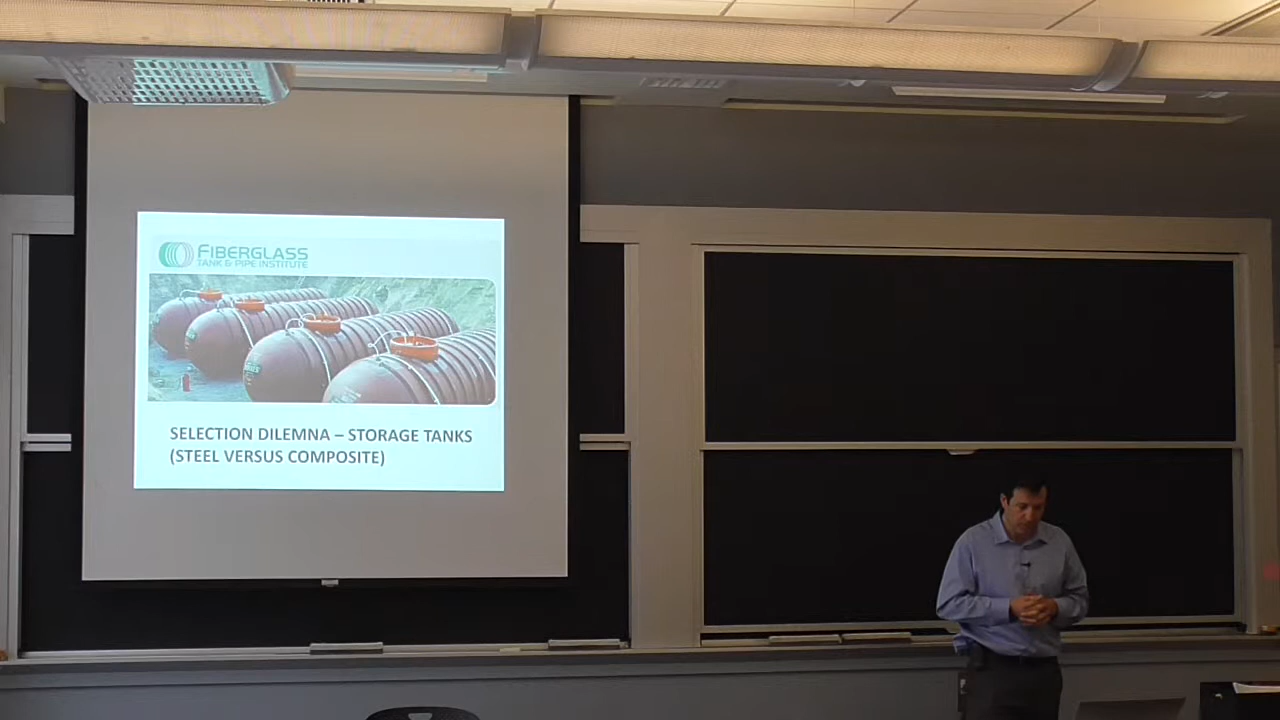 FIBERGLASS
TANK & PIPE INSTITUTE
SELECTION DILEMNA – STORAGE TANKS
(STEEL VERSUS COMPOSITE)